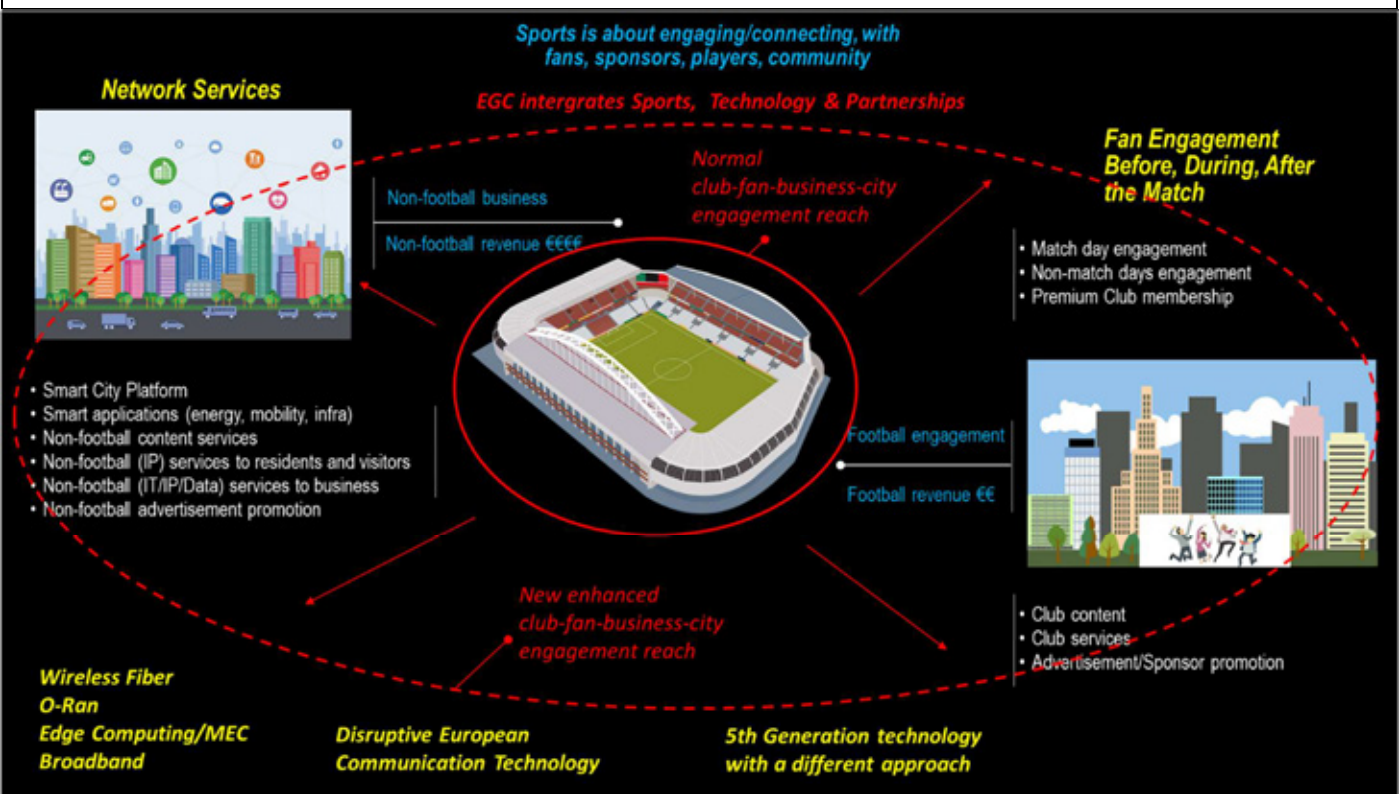 Sports is about engaging/connecting, with
fans, sponsors, players, community
EGC intergrates Sports, Technology & Partnerships
Network Services
Normal
club-fan-business-city
engagement reach
Non-football business
Non-football revenue €€€€
Fan Engagement
Before, During, After
the Match
• Match day engagement
• Non-match days engagement
• Premium Club membership
• Smart City Platform
• Smart applications (energy, mobility, infra)
• Non-football content services
• Non-football (IP) services to residents and visitors
• Non-football (IT/IP/Data) services to business
• Non-football advertisement promotion
Football engagement
Football revenue €€
New enhanced
club-fan-business-city
engagement reach
• Club content
• Club services
• Advertisement/Sponsor promotion
Wireless Fiber
O-Ran
Edge Computing/MEC
Broadband
Disruptive European
Communication Technology
5th Generation technology
with a different approach